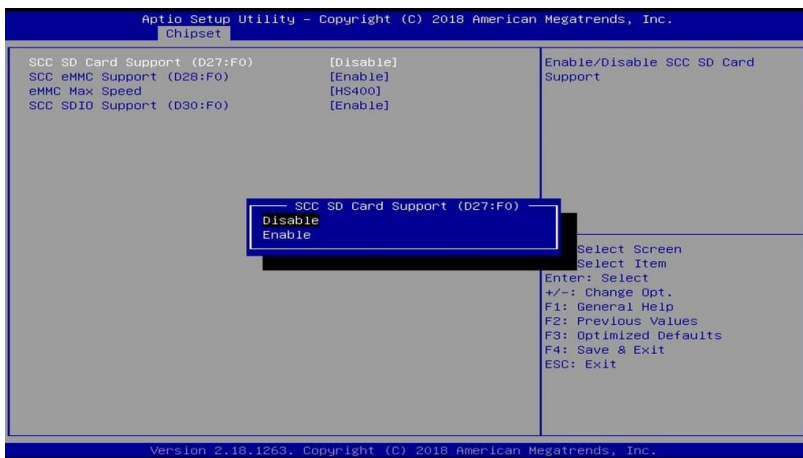 Aptio Setup Utility – Copyright (C) 2018 American Megatrends, Inc.
Chipset
SCC SD Card Support (D27:F0) [Disable]
SCC eMMC Support (D28:F0) [Enable]
eMMC Max Speed [HS400]
SCC SDIO Support (D30:F0) [Enable]
Enable/Disable SCC SD Card
Support
SCC SD Card Support (D27:F0)
Disable
Enable
Select Screen
Select Item
Enter: Select
+/-: Change Opt.
F1: General Help
F2: Previous Values
F3: Optimized Defaults
F4: Save & Exit
ESC: Exit
Version 2.18.1263. Copyright (C) 2018 American Megatrends, Inc.